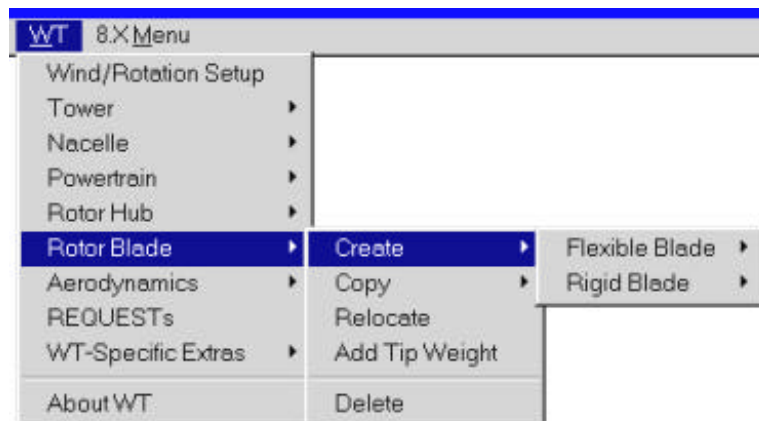 WT 8.X Menu
Wind/Rotation Setup
Tower
Nacelle
Powertrain
Rotor Hub
Rotor Blade
Aerodynamics
REQUESTs
WT-Specific Extras
About WT
Create
Copy
Relocate
Add Tip Weight
Delete
Flexible Blade
Rigid Blade